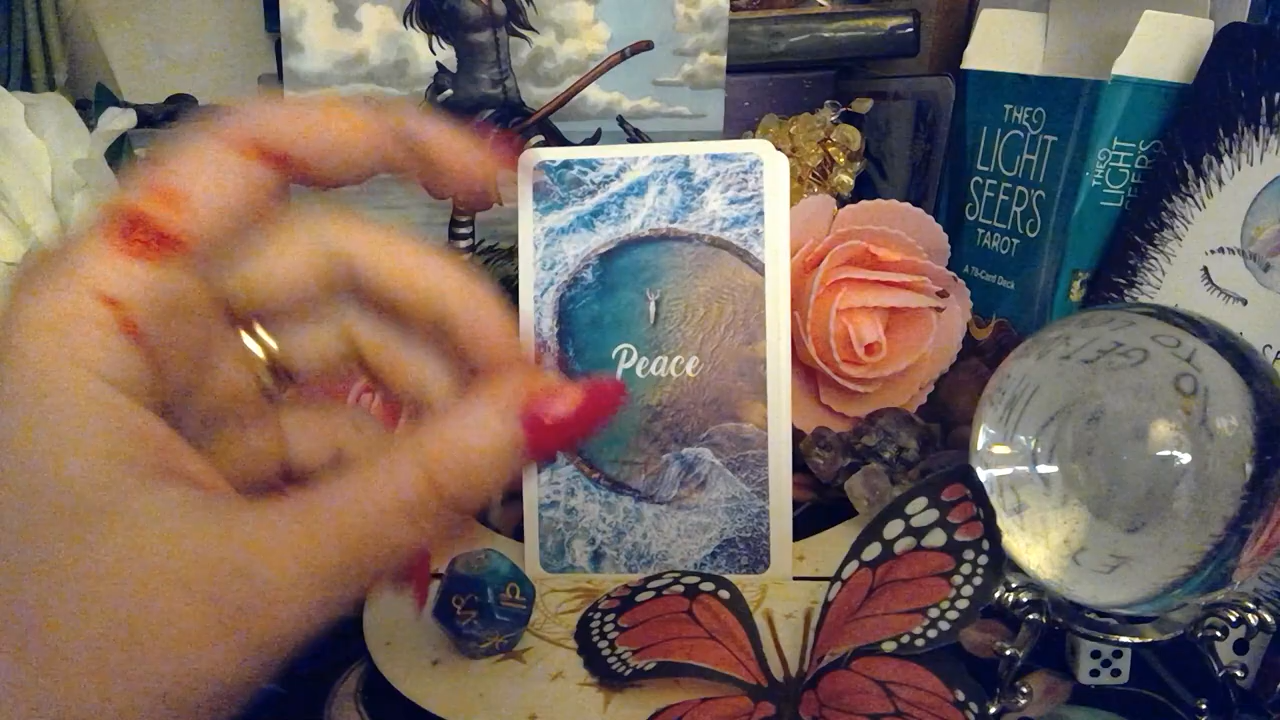 THE
LIGHT
SEER'S
TAROT
A 78-Card Deck
THE
LIGHT
SEER'S
Peace